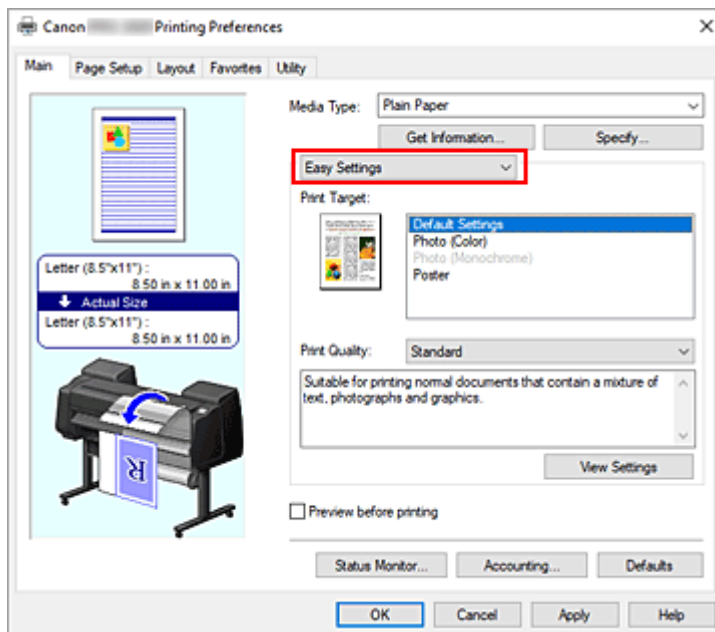 Canon Printing Preferences
Main Page Setup Layout Favorites Utility
Media Type: Plain Paper
Get Information... Specify...
Easy Settings
Print Target:
Default Settings
Photo (Color)
Photo (Monochrome)
Poster
Letter (8.5"x11") :
8.50 in x 11.00 in
Actual Size
Letter (8.5"x11") :
8.50 in x 11.00 in
Print Quality: Standard
Suitable for printing normal documents that contain a mixture of
text, photographs and graphics.
R
View Settings
Preview before printing
Status Monitor... Accounting... Defaults
OK Cancel Apply Help